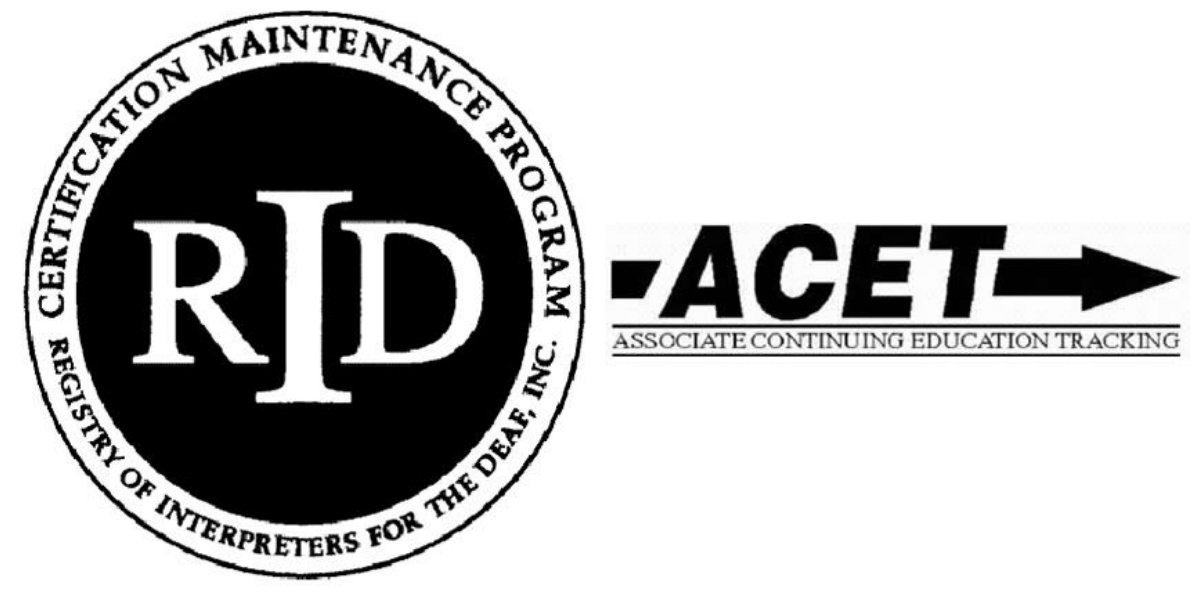 CERTIFICATION MAINTENANCE PROGRAM
RID
REGISTRY OF INTERPRETERS FOR THE DEAF, INC.
ACET
ASSOCIATE CONTINUING EDUCATION TRACKING